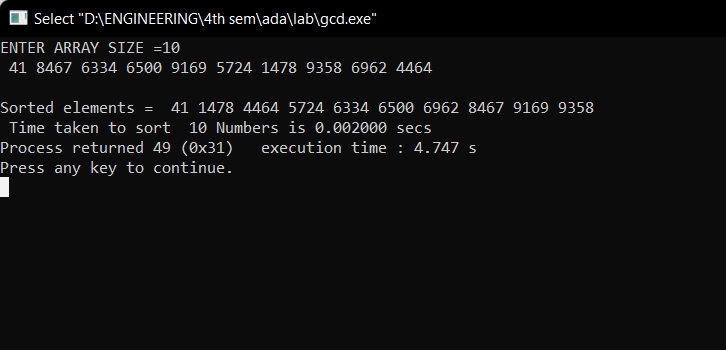 Select "D:\ENGINEERING\4th sem\ada\lab\gcd.exe"
ENTER ARRAY SIZE =10
 41 8467 6334 6500 9169 5724 1478 9358 6962 4464
Sorted elements =  41 1478 4464 5724 6334 6500 6962 8467 9169 9358
 Time taken to sort  10 Numbers is 0.002000 secs
Process returned 49 (0x31)   execution time : 4.747 s
Press any key to continue.